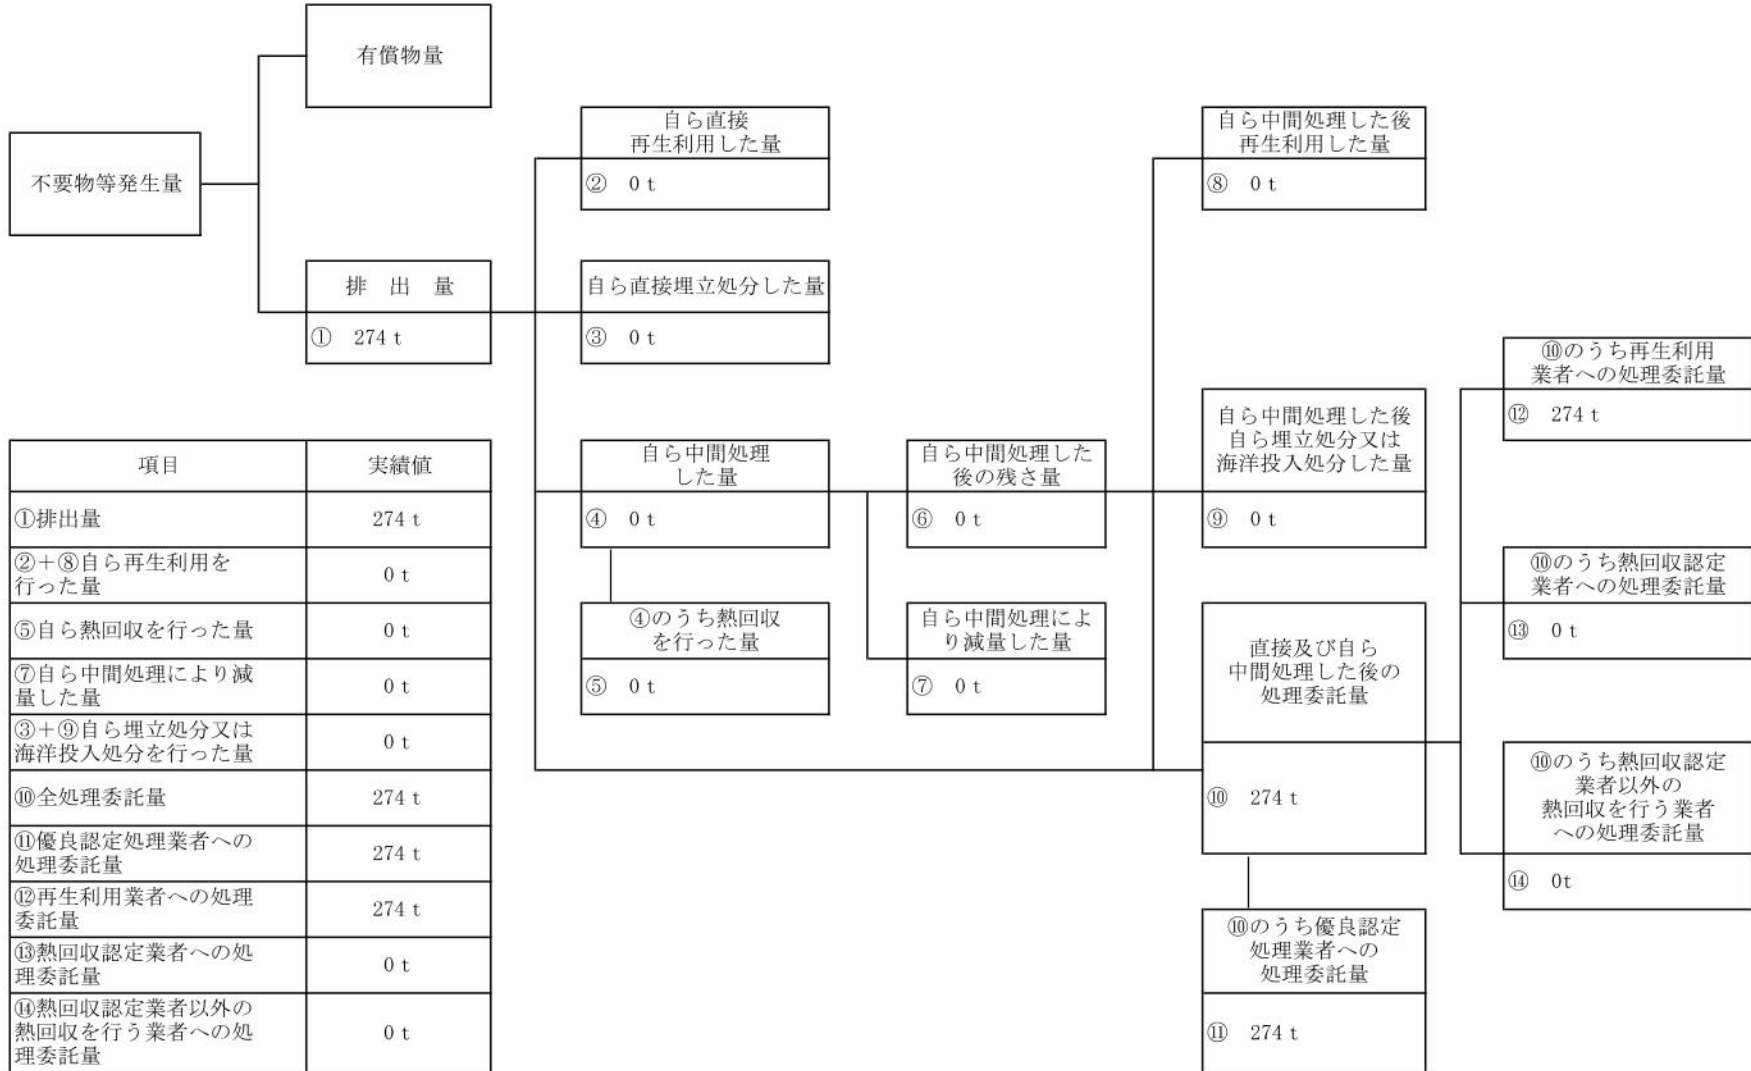 有償物量
不要物等発生量
排 出 量
① 274 t
自ら直接
再生利用した量
② 0 t
自ら直接埋立処分した量
③ 0 t
自ら中間処理
した量
④ 0 t
④のうち熱回収
を行った量
⑤ 0 t
自ら中間処理した
後の残さ量
⑥ 0 t
自ら中間処理によ
り減量した量
⑦ 0 t
自ら中間処理した後
再生利用した量
⑧ 0 t
自ら中間処理した後
自ら埋立処分又は
海洋投入処分した量
⑨ 0 t
直接及び自ら
中間処理した後の
処理委託量
⑩ 274 t
⑩のうち優良認定
処理業者への
処理委託量
⑪ 274 t
⑩のうち再生利用
業者への処理委託量
⑫ 274 t
⑩のうち熱回収認定
業者への処理委託量
⑬ 0 t
⑩のうち熱回収認定
業者以外の
熱回収を行う業者
への処理委託量
⑭ 0t
項目 実績値
①排出量 274 t
②＋⑧自ら再生利用を
行った量 0 t
⑤自ら熱回収を行った量 0 t
⑦自ら中間処理により減
量した量 0 t
③＋⑨自ら埋立処分又は
海洋投入処分を行った量 0 t
⑩全処理委託量 274 t
⑪優良認定処理業者への
処理委託量 274 t
⑫再生利用業者への処理
委託量 274 t
⑬熱回収認定業者への処
理委託量 0 t
⑭熱回収認定業者以外の
熱回収を行う業者への処
理委託量 0 t